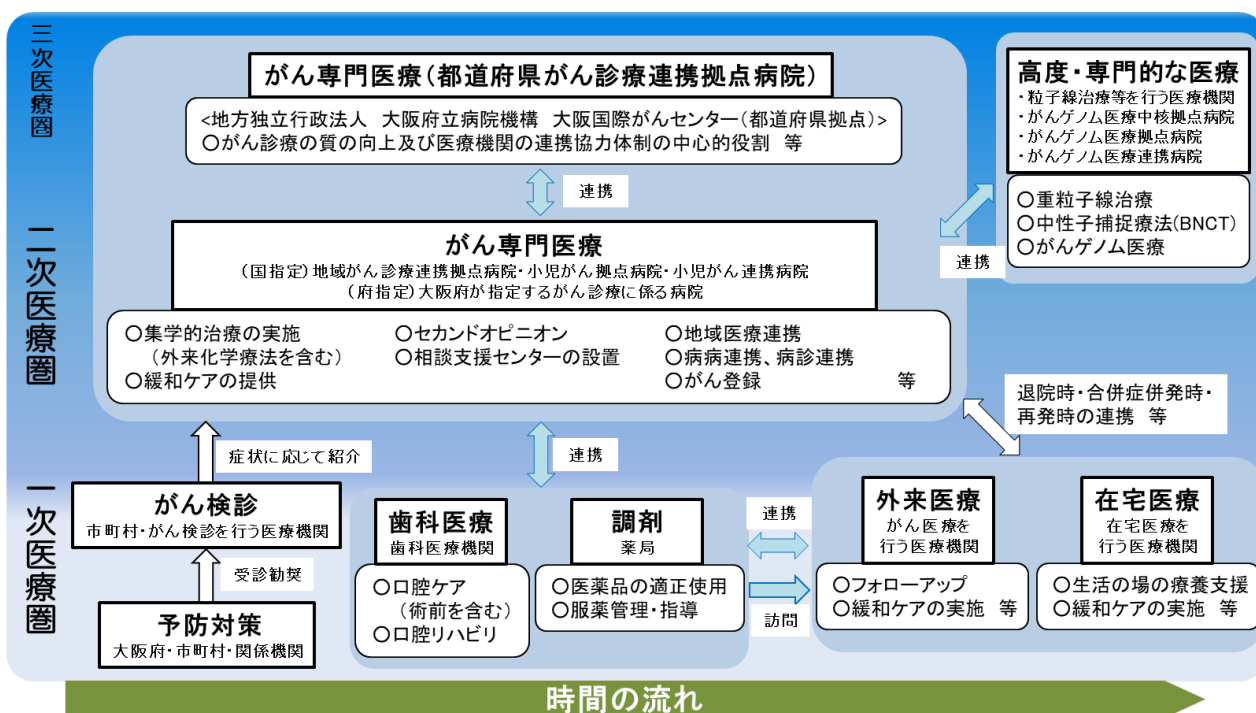 三次医療圏
がん専門医療（都道府県がん診療連携拠点病院）
<地方独立行政法人　大阪府立病院機構　大阪国際がんセンター（都道府県拠点）>
○がん診療の質の向上及び医療機関の連携協力体制の中心的役割　等
高度・専門的な医療
・粒子線治療等を行う医療機関
・がんゲノム医療中核拠点病院
・がんゲノム医療拠点病院
・がんゲノム医療連携病院
○重粒子線治療
○中性子捕捉療法(BNCT)
○がんゲノム医療
連携
連携
二次医療圏
がん専門医療
（国指定）地域がん診療連携拠点病院・小児がん拠点病院・小児がん連携病院
（府指定）大阪府が指定するがん診療に係る病院
○集学的治療の実施
（外来化学療法を含む）
○緩和ケアの提供
○セカンドオピニオン
○相談支援センターの設置
○地域医療連携
○病病連携、病診連携
○がん登録　等
症状に応じて紹介
連携
退院時・合併症併発時・
再発時の連携　等
一次医療圏
がん検診
市町村・がん検診を行う医療機関
受診勧奨
予防対策
大阪府・市町村・関係機関
歯科医療
歯科医療機関
○口腔ケア
（術前を含む）
○口腔リハビリ
調剤
薬局
○医薬品の適正使用
○服薬管理・指導
連携
訪問
外来医療
がん医療を
行う医療機関
○フォローアップ
○緩和ケアの実施　等
在宅医療
在宅医療を
行う医療機関
○生活の場の療養支援
○緩和ケアの実施　等
時間の流れ